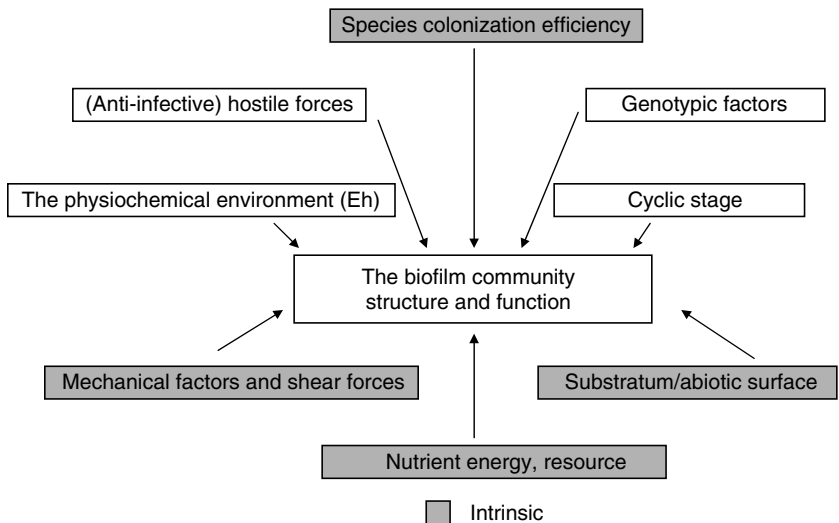 Species colonization efficiency
(Anti-infective) hostile forces
Genotypic factors
The physiochemical environment (Eh)
Cyclic stage
The biofilm community
structure and function
Mechanical factors and shear forces
Substratum/abiotic surface
Nutrient energy, resource
Intrinsic